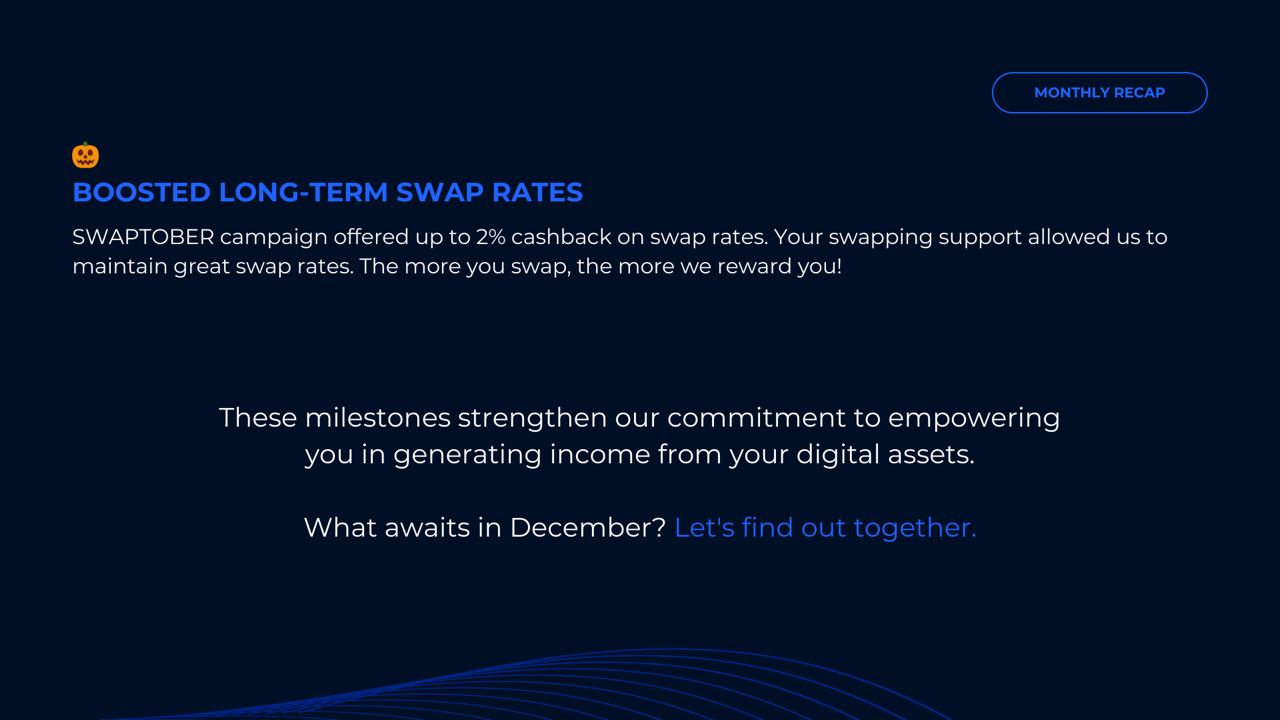 MONTHLY RECAP
BOOSTED LONG-TERM SWAP RATES
SWAPTOBER campaign offered up to 2% cashback on swap rates. Your swapping support allowed us to
maintain great swap rates. The more you swap, the more we reward you!
These milestones strengthen our commitment to empowering
you in generating income from your digital assets.
What awaits in December? Let's find out together.